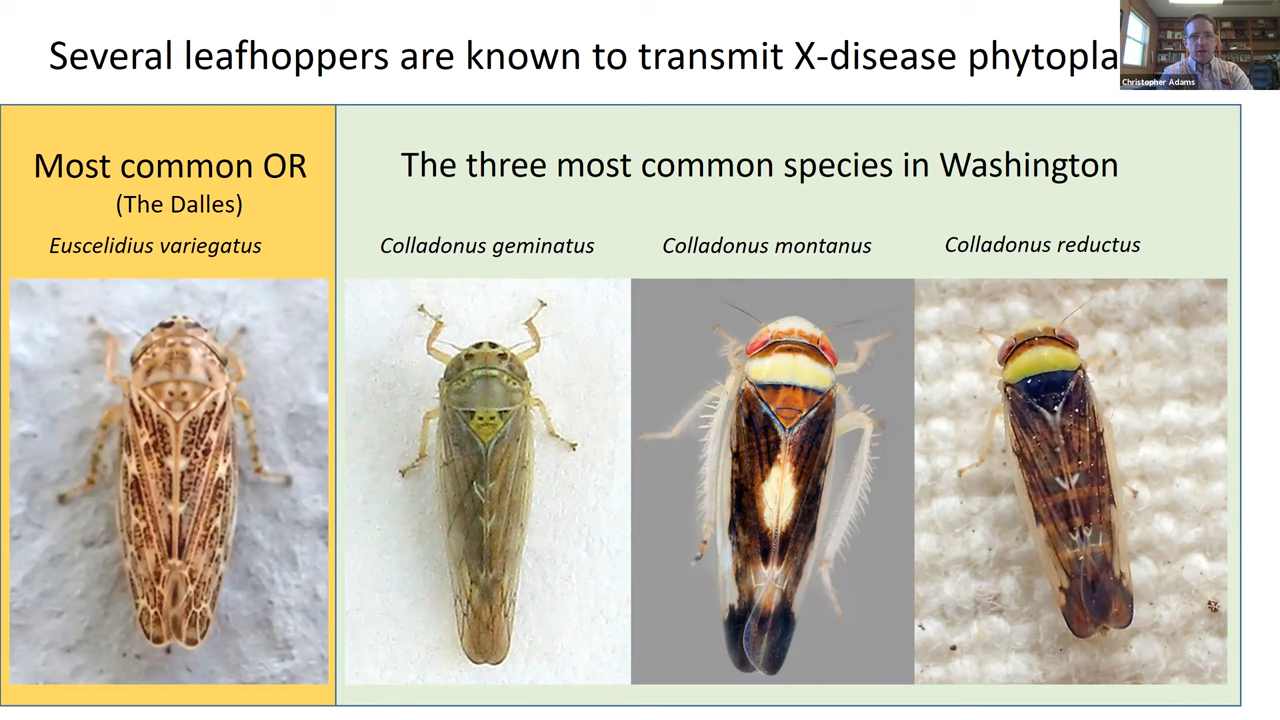 Several leafhoppers are known to transmit X-disease phytopla
Christopher Adams
Most common OR
(The Dalles)
Euscelidius variegatus
The three most common species in Washington
Colladonus geminatus
Colladonus montanus
Colladonus reductus